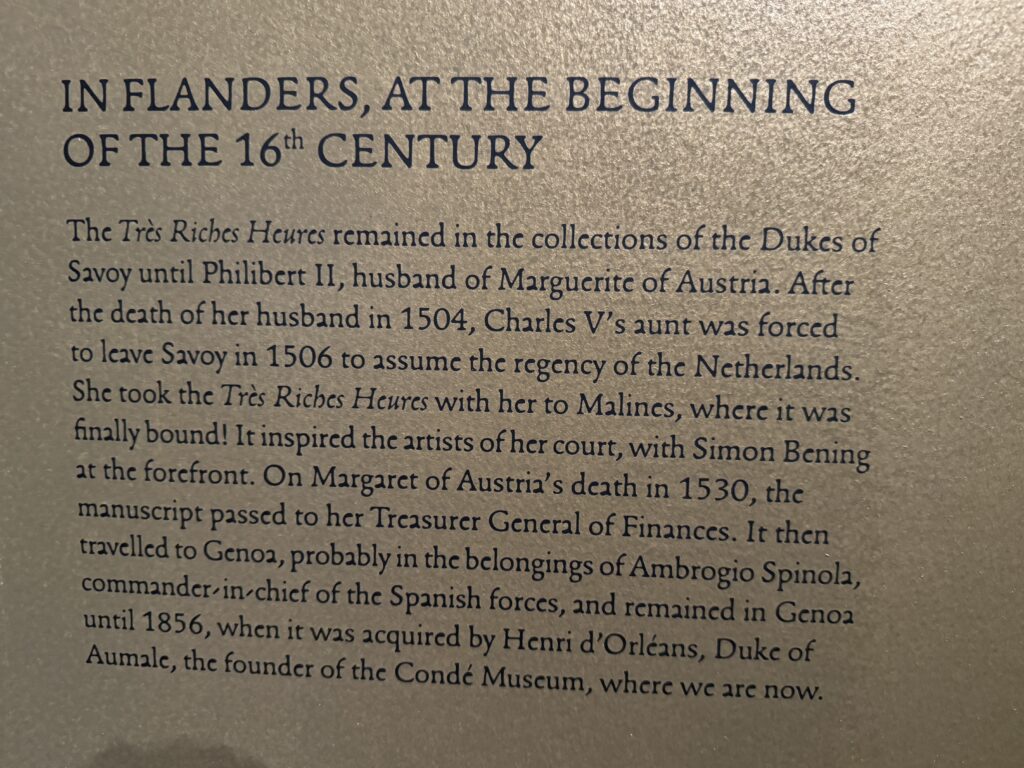 IN FLANDERS, AT THE BEGINNING
OF THE 16th CENTURY
The Très Riches Heures remained in the collections of the Dukes of
Savoy until Philibert II, husband of Marguerite of Austria. After
the death of her husband in 1504, Charles V's aunt was forced
to leave Savoy in 1506 to assume the regency of the Netherlands.
She took the Très Riches Heures with her to Malines, where it was
finally bound! It inspired the artists of her court, with Simon Bening
at the forefront. On Margaret of Austria's death in 1530, the
manuscript passed to her Treasurer General of Finances. It then
travelled to Genoa, probably in the belongings of Ambrogio Spinola,
commander-in-chief of the Spanish forces, and remained in Genoa
until 1856, when it was acquired by Henri d'Orléans, Duke of
Aumale, the founder of the Condé Museum, where we are now.